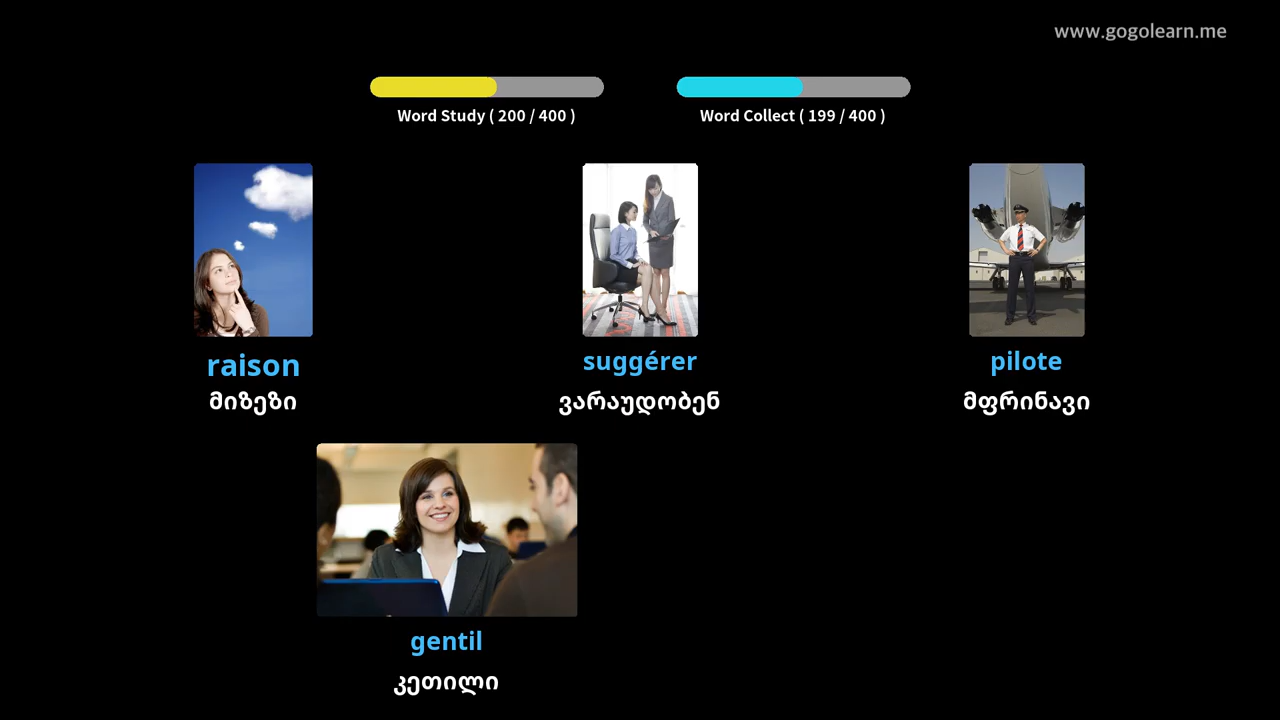 www.gogolearn.me
Word Study ( 200 / 400 )
Word Collect ( 199 / 400 )
raison
suggérer
pilote
მიზეზი
ვარაუდობენ
მფრინავი
gentil
კეთილი